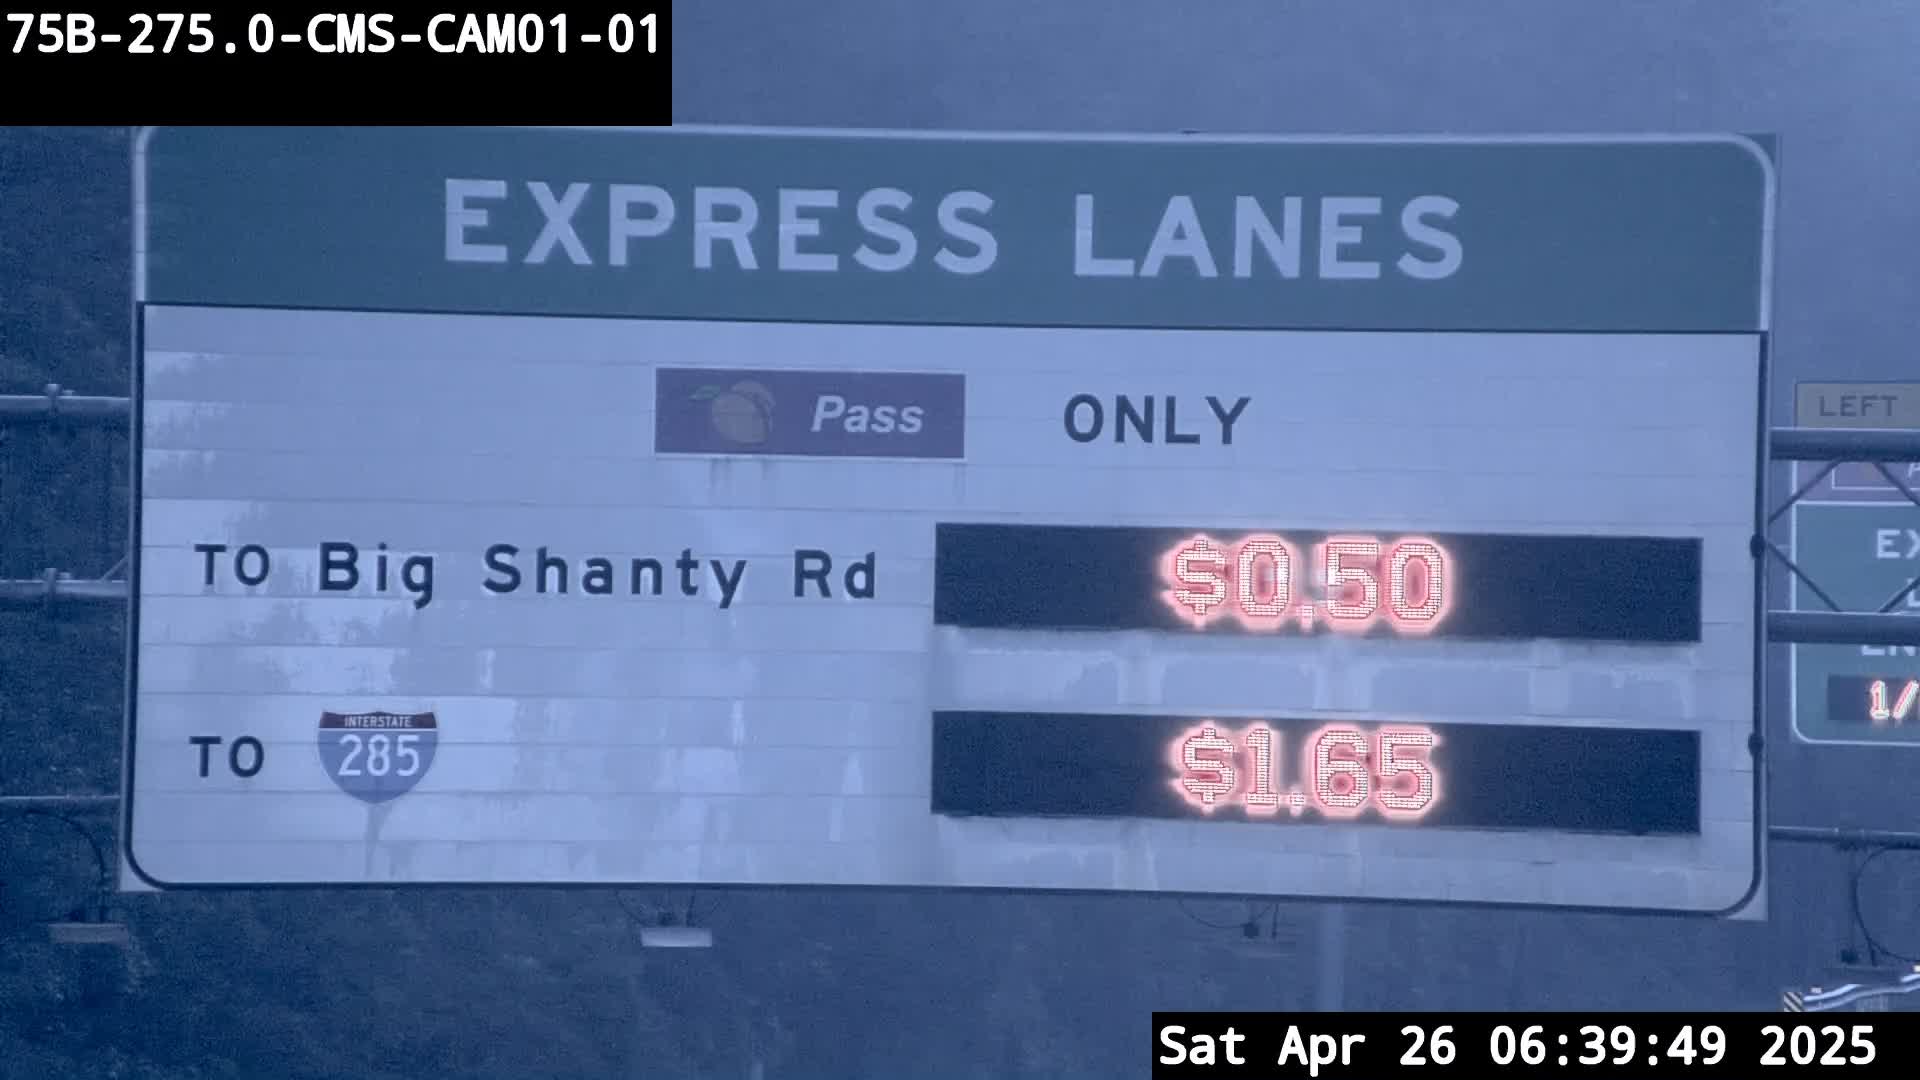 75B-275.0-CMS-CAM01-01
EXPRESS LANES
Pass ONLY
TO Big Shanty Rd $0.50
TO INTERSTATE 285 $1.65
LEFT
1/
Sat Apr 26 06:39:49 2025